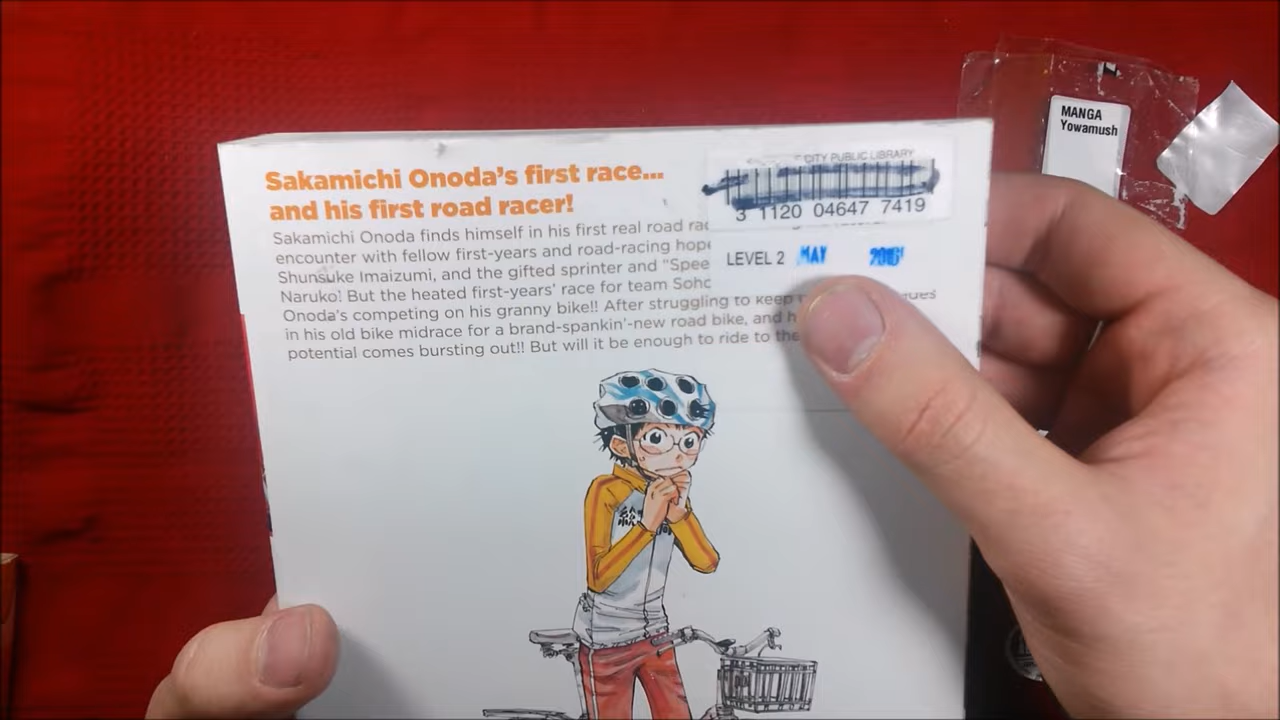 Sakamichi Onoda's first race...
and his first road racer!
Sakamichi Onoda finds himself in his first real road
encounter with fellow first-years and road-racing
Shunsuke Imaizumi, and the gifted sprinter and
Naruko! But the heated first-years' race for team
Onoda's competing on his granny bike!! After struggling to keep
in his old bike midrace for a brand-spankin'-new road bike, and
potential comes bursting out!! But will it be enough to ride to the
CITY PUBLIC LIBRARY
3 1120 04647 7419
LEVEL 2 MAY
MANGA
Yowamush